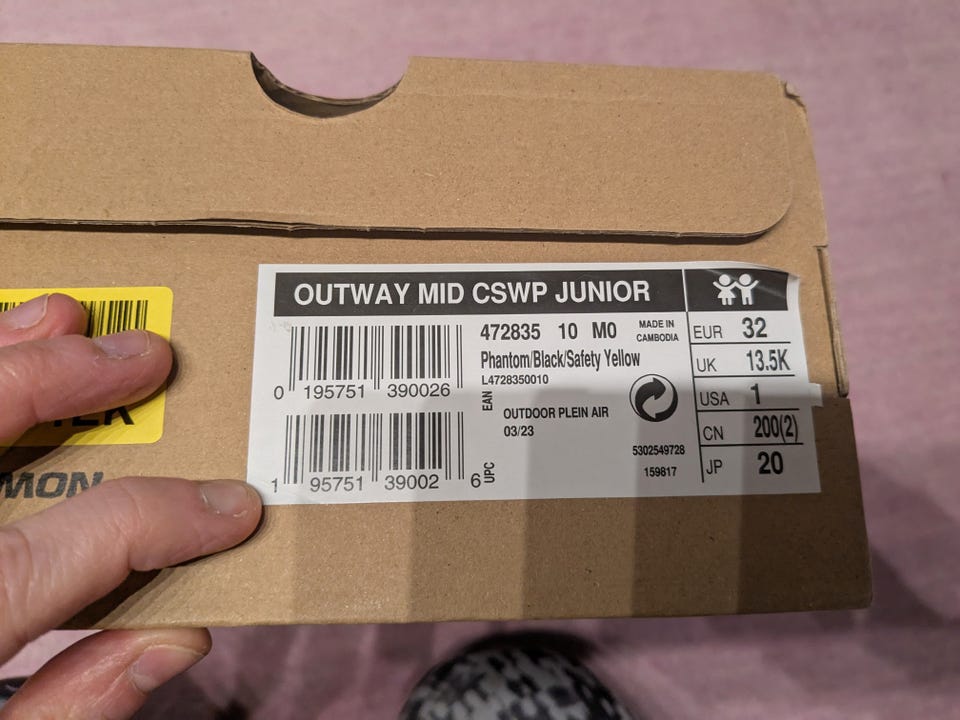 OUTWAY MID CSWP JUNIOR
472835 10 M0
MADE IN
CAMBODIA
Phantom/Black/Safety Yellow
L4728350010
0 195751 390026
EAN
OUTDOOR PLEIN AIR
03/23
1 95751 39002 6
UPC
5302549728
159817
EUR 32
UK 13.5K
USA 1
CN 200(2)
JP 20
MON